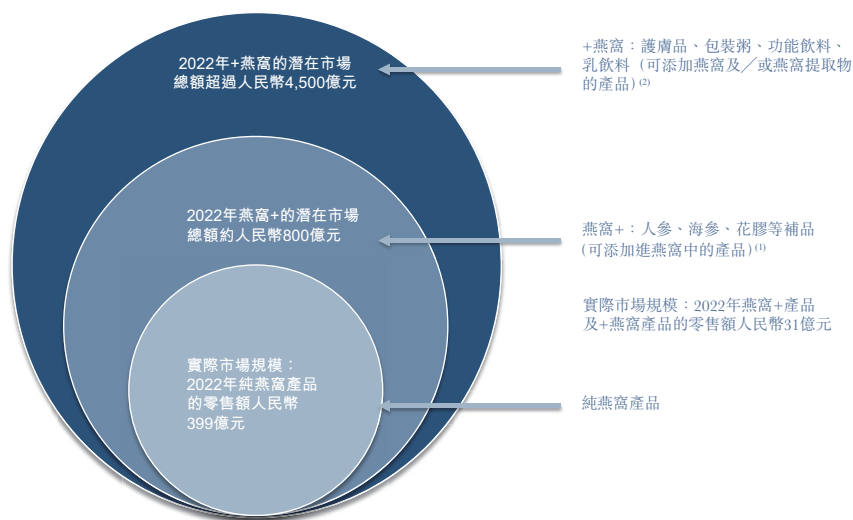 2022年+燕窩的潛在市場
總額超過人民幣4,500億元
+燕窩：護膚品、包裝粥、功能飲料、
乳飲料（可添加燕窩及／或燕窩提取物
的產品）(2)
2022年燕窩+的潛在市場
總額約人民幣800億元
燕窩+：人參、海參、花膠等補品
(可添加進燕窩中的產品）(1)
實際市場規模：2022年燕窩+產品
及+燕窩產品的零售額人民幣31億元
實際市場規模：
2022年純燕窩產品
的零售額人民幣
399億元
純燕窩產品